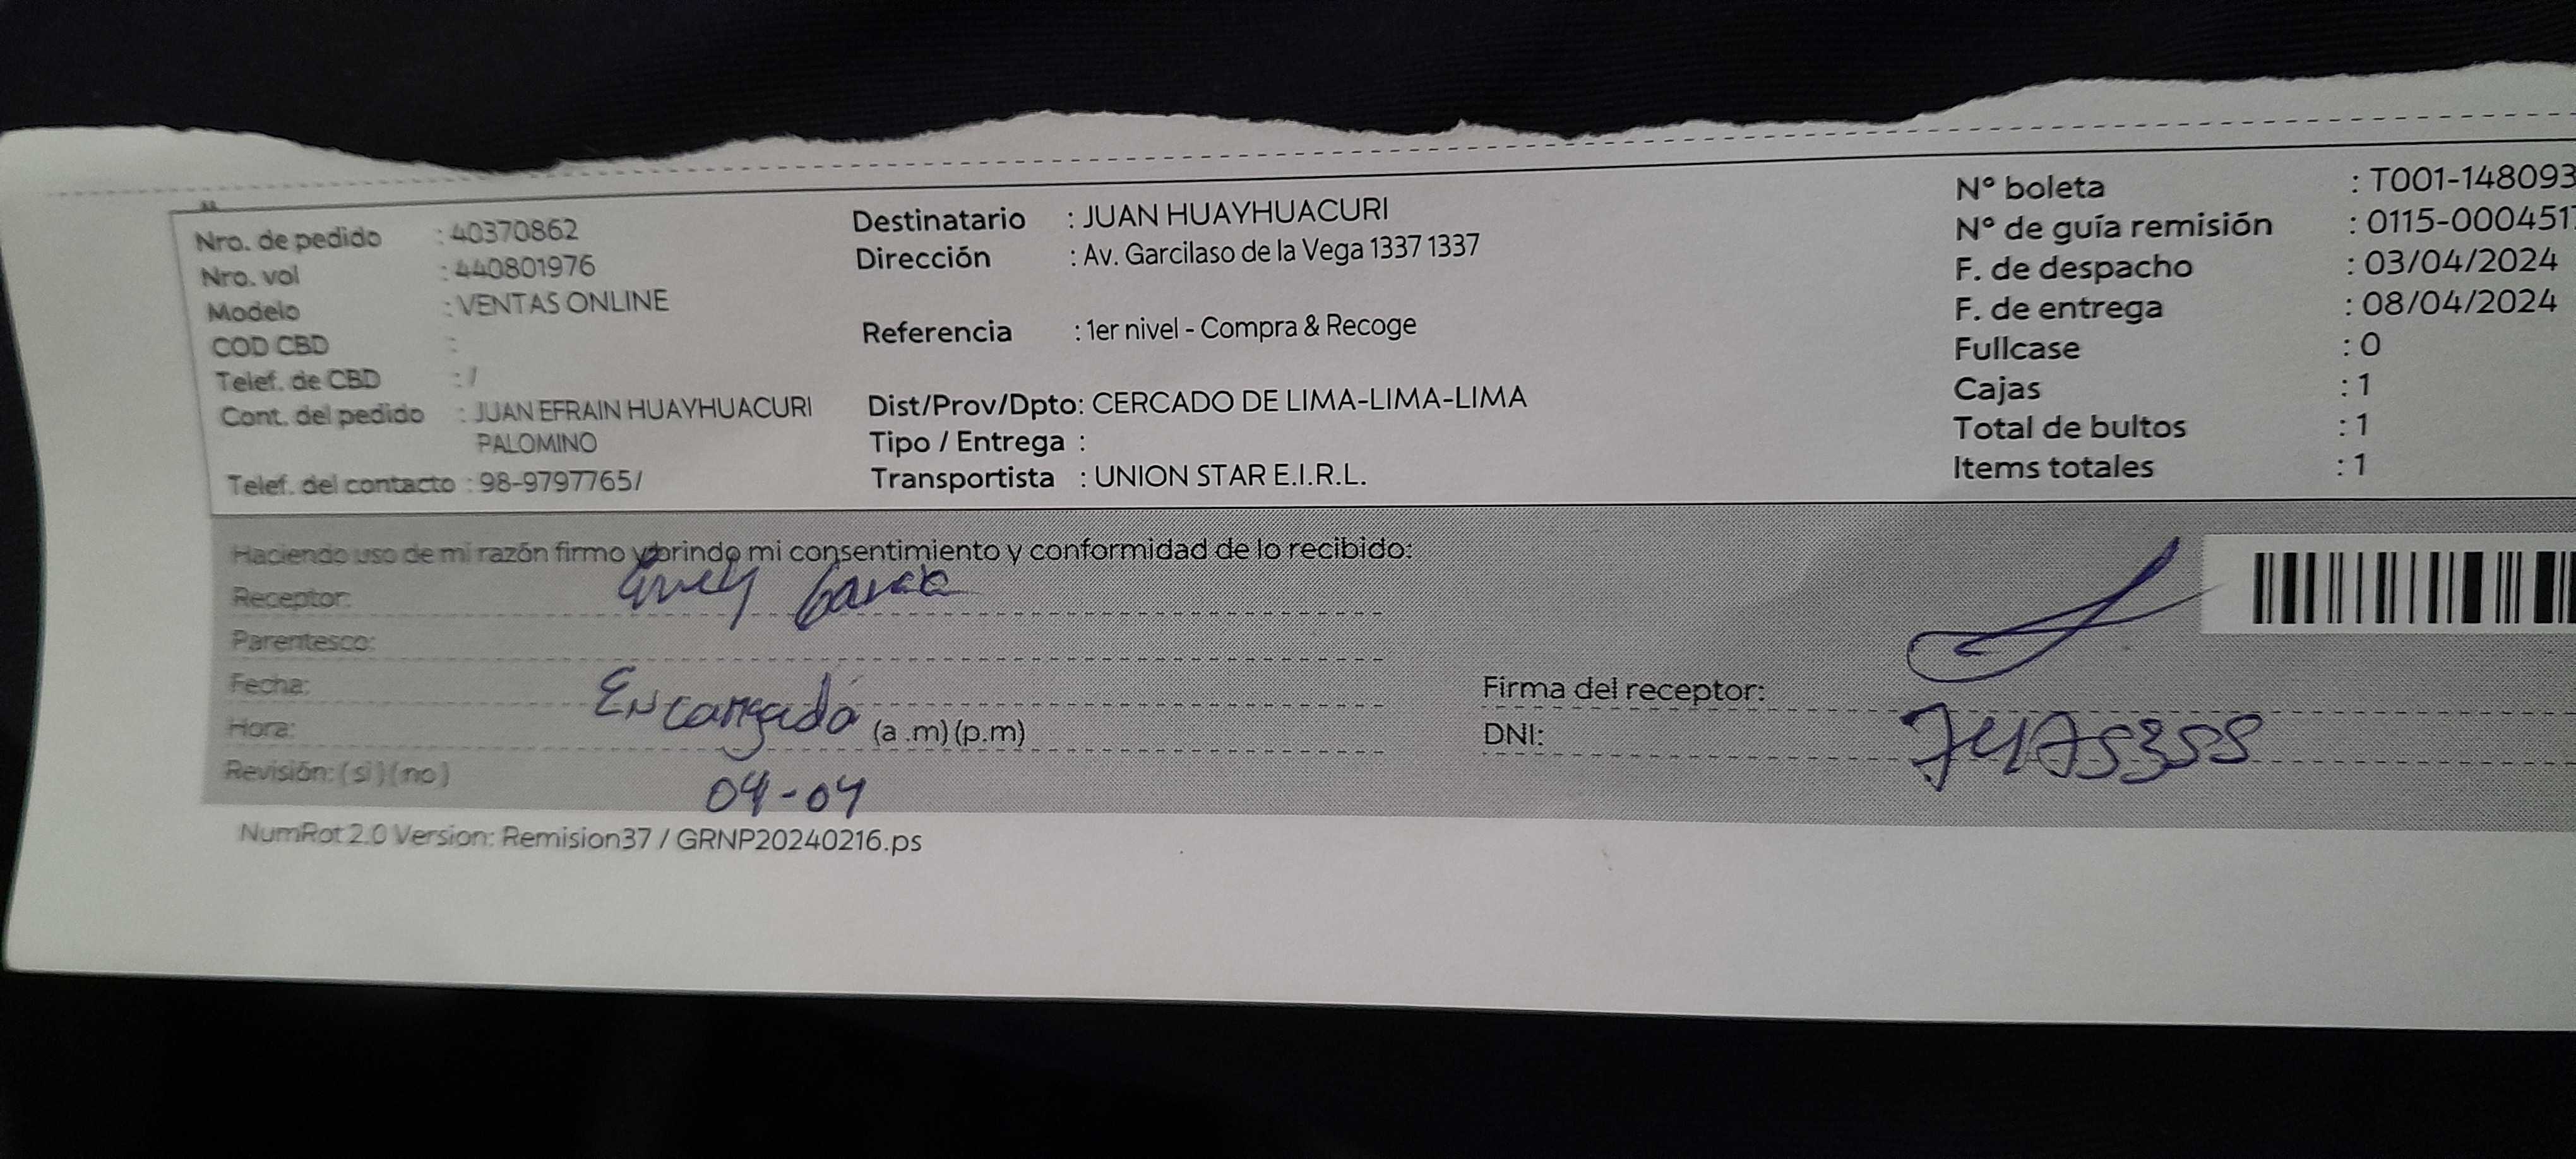 Nro. de pedido : 40370862
Nro. vol : 440801976
Modelo : VENTAS ONLINE
COD CBD :
Telef. de CBD : /
Cont. del pedido : JUAN EFRAIN HUAYHUACURI
PALOMINO
Telef. del contacto : 98-9797765/
Destinatario : JUAN HUAYHUACURI
Dirección : Av. Garcilaso de la Vega 1337 1337
Referencia : 1er nivel - Compra & Recoge
Dist/Prov/Dpto: CERCADO DE LIMA-LIMA-LIMA
Tipo / Entrega :
Transportista : UNION STAR E.I.R.L.
N° boleta : T001-148093
N° de guía remisión : 0115-0004517
F. de despacho : 03/04/2024
F. de entrega : 08/04/2024
Fullcase : 0
Cajas : 1
Total de bultos : 1
Items totales : 1
Haciendo uso de mi razón firmo y brindo mi consentimiento y conformidad de lo recibido:
Receptor:
Parentesco:
Fecha: Encargado
Hora: (a .m) (p.m)
Revisión: (si) (no) 04-04
Firma del receptor:
DNI: 74175355
NumRot 2.0 Version: Remision37 / GRNP20240216.ps